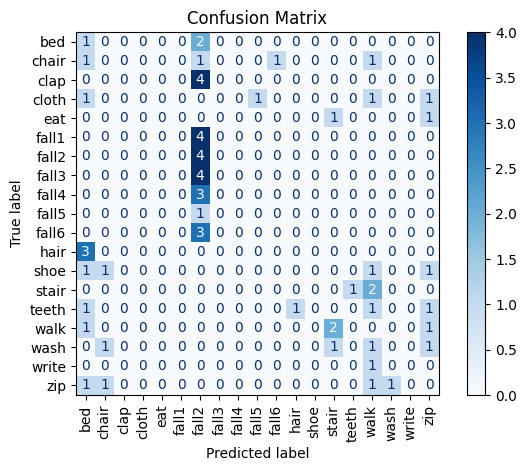 Confusion Matrix
bed 1 0 0 0 0 0 2 0 0 0 0 0 0 0 0 0 0 0 0
chair 1 0 0 0 0 0 1 0 0 0 1 0 0 0 0 1 0 0 0
clap 0 0 0 0 0 0 4 0 0 0 0 0 0 0 0 0 0 0 0
cloth 1 0 0 0 0 0 0 0 0 1 0 0 0 0 0 1 0 0 1
eat 0 0 0 0 0 0 0 0 0 0 0 0 0 1 0 0 0 0 1
fall1 0 0 0 0 0 0 4 0 0 0 0 0 0 0 0 0 0 0 0
fall2 0 0 0 0 0 0 4 0 0 0 0 0 0 0 0 0 0 0 0
fall3 0 0 0 0 0 0 4 0 0 0 0 0 0 0 0 0 0 0 0
fall4 0 0 0 0 0 0 3 0 0 0 0 0 0 0 0 0 0 0 0
fall5 0 0 0 0 0 0 1 0 0 0 0 0 0 0 0 0 0 0 0
fall6 0 0 0 0 0 0 3 0 0 0 0 0 0 0 0 0 0 0 0
hair 3 0 0 0 0 0 0 0 0 0 0 0 0 0 0 0 0 0 0
shoe 1 1 0 0 0 0 0 0 0 0 0 0 0 0 0 1 0 0 1
stair 0 0 0 0 0 0 0 0 0 0 0 0 0 0 1 2 0 0 0
teeth 1 0 0 0 0 0 0 0 0 0 0 1 0 0 0 1 0 0 1
walk 1 0 0 0 0 0 0 0 0 0 0 0 0 2 0 0 0 0 1
wash 0 1 0 0 0 0 0 0 0 0 0 0 0 1 0 1 0 0 1
write 0 0 0 0 0 0 0 0 0 0 0 0 0 0 0 1 0 0 0
zip 1 1 0 0 0 0 0 0 0 0 0 0 0 0 0 1 1 0 0
True label
bed chair clap cloth eat fall1 fall2 fall3 fall4 fall5 fall6 hair shoe stair teeth walk wash write zip
Predicted label
4.0
3.5
3.0
2.5
2.0
1.5
1.0
0.5
0.0